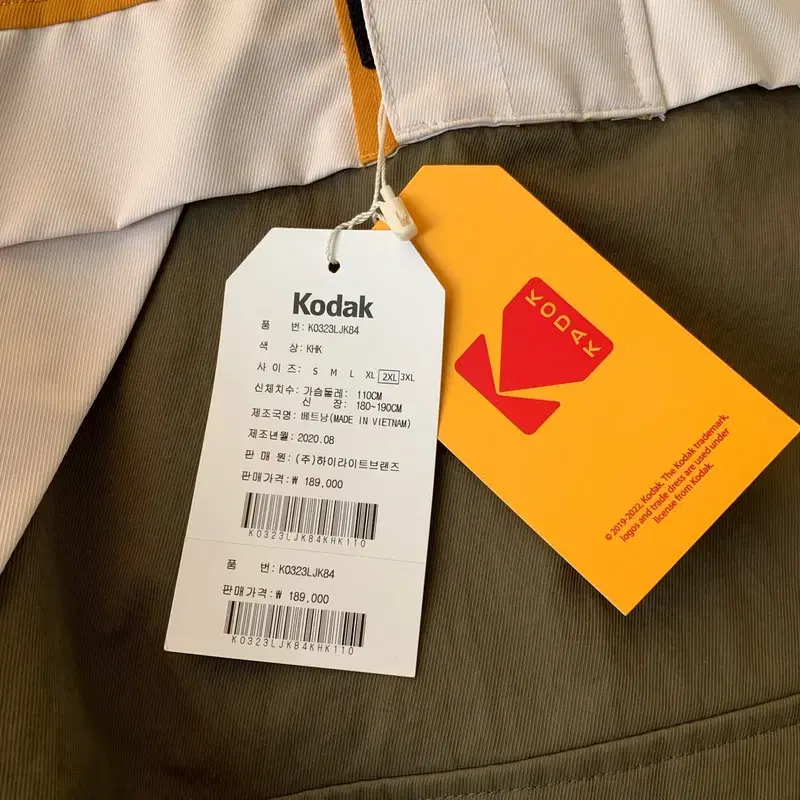 Kodak
품 번: K0323LJK84
색 상: KHK
사 이 즈: S M L XL 2XL 3XL
신체치수: 가슴둘레: 110CM
신 장: 180~190CM
제조국명: 베트남(MADE IN VIETNAM)
제조년월: 2020.08
판 매 원: (주)하이라이트브랜즈
판매가격:₩ 189,000
K0323LJK84KHK110
품 번: K0323LJK84
판매가격:₩ 189,000
K0323LJK84KHK110
KODAK
© 2019-2022, Kodak. The Kodak trademark,
logos and trade dress are used under
license from Kodak.